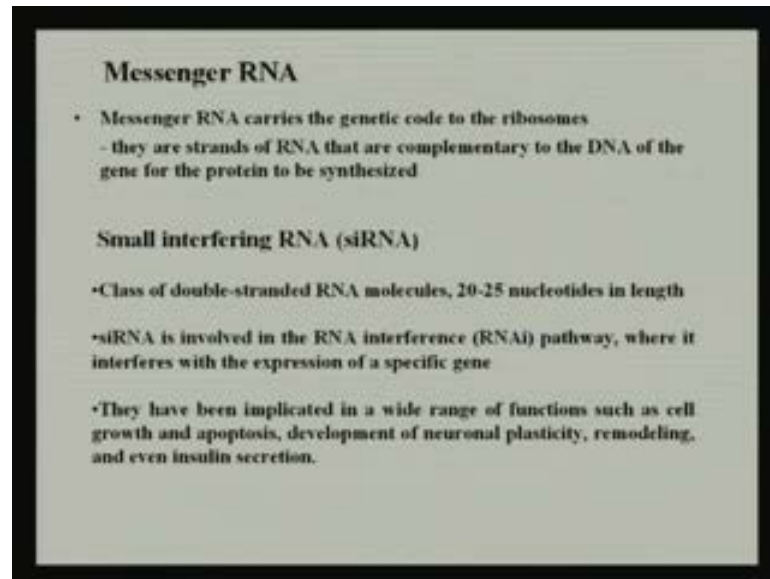 Messenger RNA
• Messenger RNA carries the genetic code to the ribosomes
- they are strands of RNA that are complementary to the DNA of the
gene for the protein to be synthesized
Small interfering RNA (siRNA)
•Class of double-stranded RNA molecules, 20-25 nucleotides in length
•siRNA is involved in the RNA interference (RNAi) pathway, where it
interferes with the expression of a specific gene
•They have been implicated in a wide range of functions such as cell
growth and apoptosis, development of neuronal plasticity, remodeling,
and even insulin secretion.